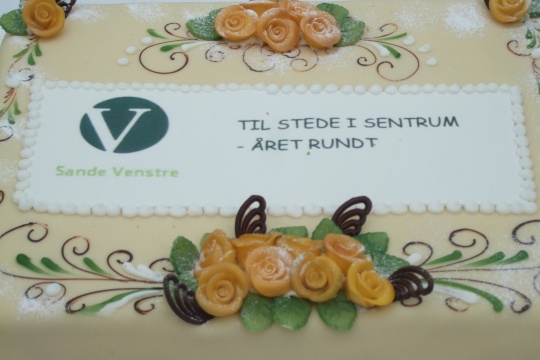 V
Sande Venstre
TIL STEDE I SENTRUM
- ÅRET RUNDT